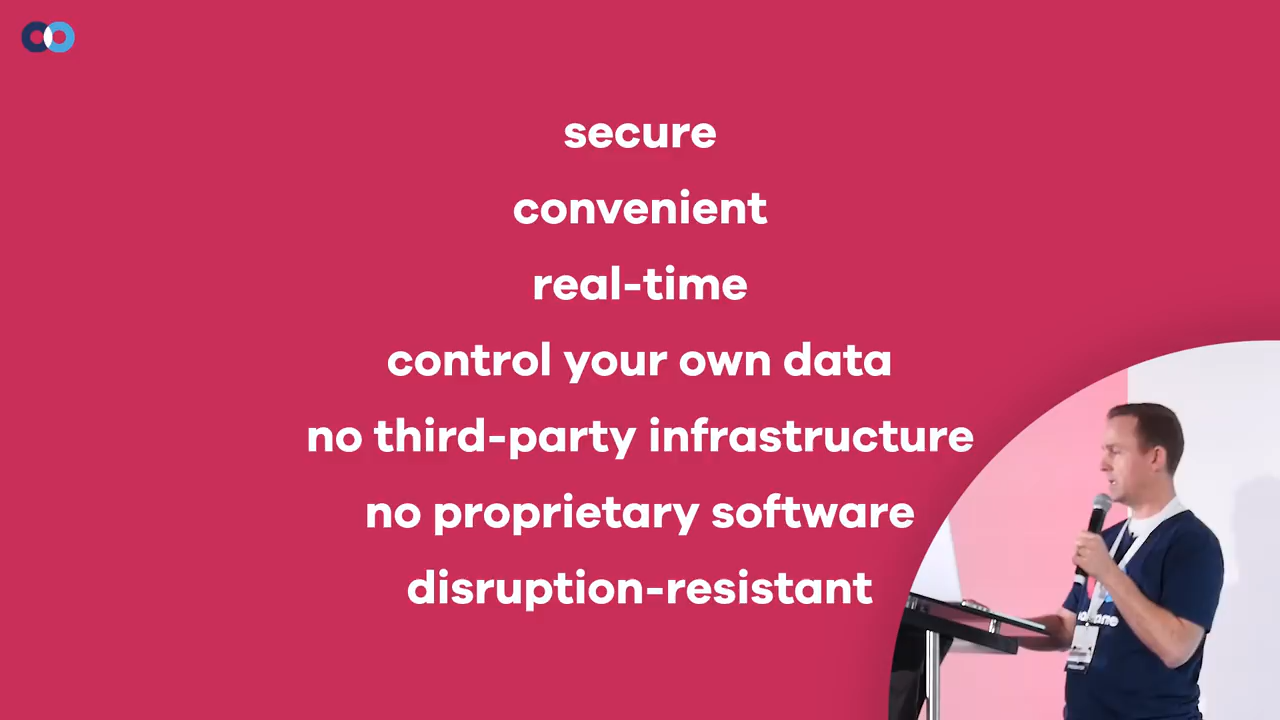 secure
convenient
real-time
control your own data
no third-party infrastructure
no proprietary software
disruption-resistant